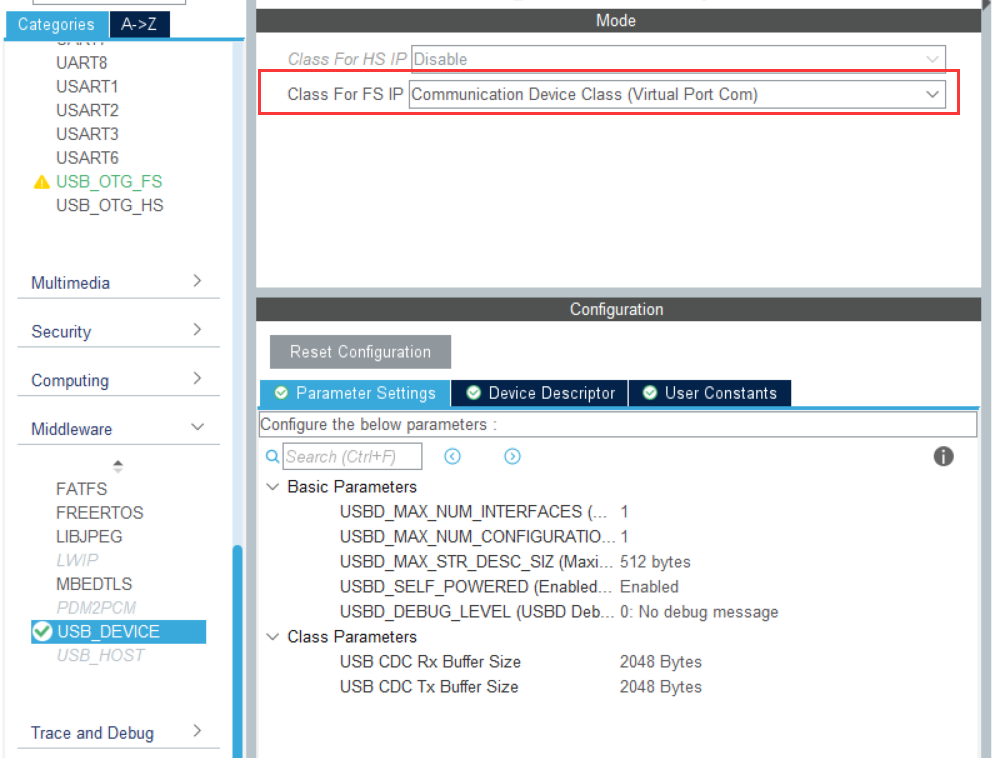 Categories A->Z
UART8
USART1
USART2
USART3
USART6
USB_OTG_FS
USB_OTG_HS
Multimedia
Security
Computing
Middleware
FATFS
FREERTOS
LIBJPEG
LWIP
MBEDTLS
PDM2PCM
USB_DEVICE
USB_HOST
Trace and Debug
Mode
Class For HS IP Disable
Class For FS IP Communication Device Class (Virtual Port Com)
Configuration
Reset Configuration
Parameter Settings Device Descriptor User Constants
Configure the below parameters :
Search (Ctrl+F)
Basic Parameters
USBD_MAX_NUM_INTERFACES (... 1
USBD_MAX_NUM_CONFIGURATIO... 1
USBD_MAX_STR_DESC_SIZ (Maxi... 512 bytes
USBD_SELF_POWERED (Enabled... Enabled
USBD_DEBUG_LEVEL (USBD Deb... 0: No debug message
Class Parameters
USB CDC Rx Buffer Size 2048 Bytes
USB CDC Tx Buffer Size 2048 Bytes